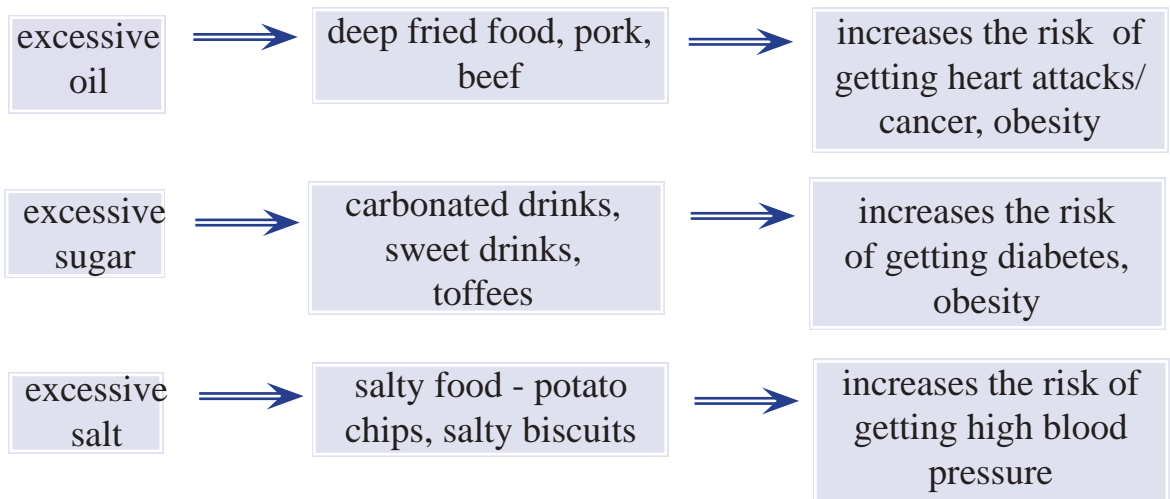 excessive
oil
deep fried food, pork,
beef
increases the risk of
getting heart attacks/
cancer, obesity
excessive
sugar
carbonated drinks,
sweet drinks,
toffees
increases the risk
of getting diabetes,
obesity
excessive
salt
salty food - potato
chips, salty biscuits
increases the risk of
getting high blood
pressure